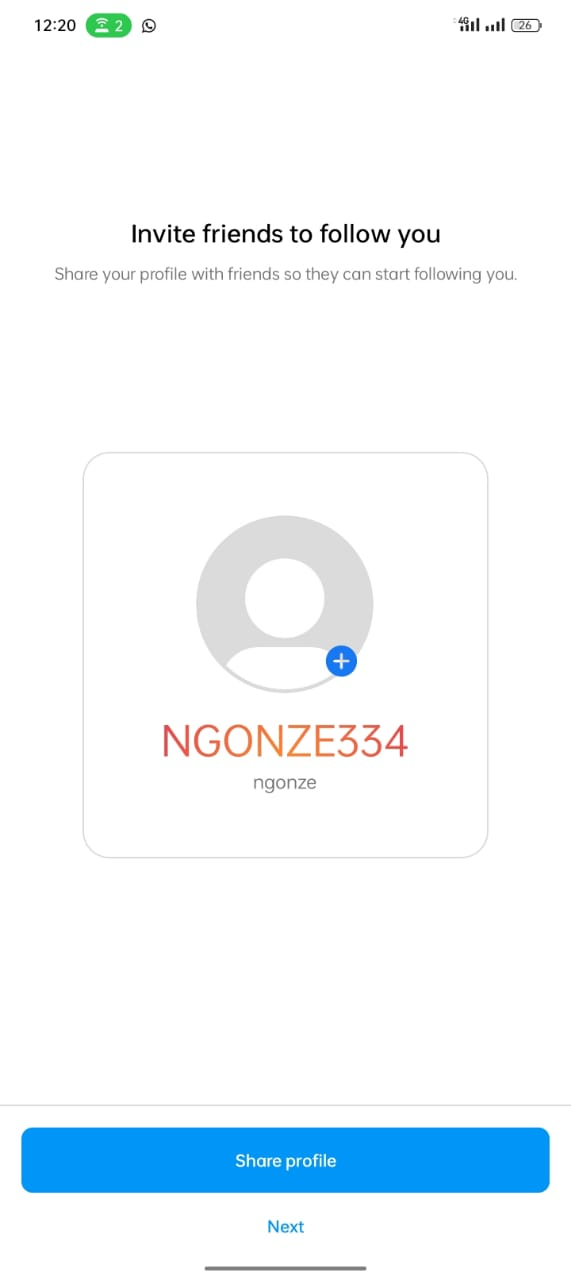 12:20 2 4G 26
Invite friends to follow you
Share your profile with friends so they can start following you.
NGONZE334
ngonze
Share profile
Next